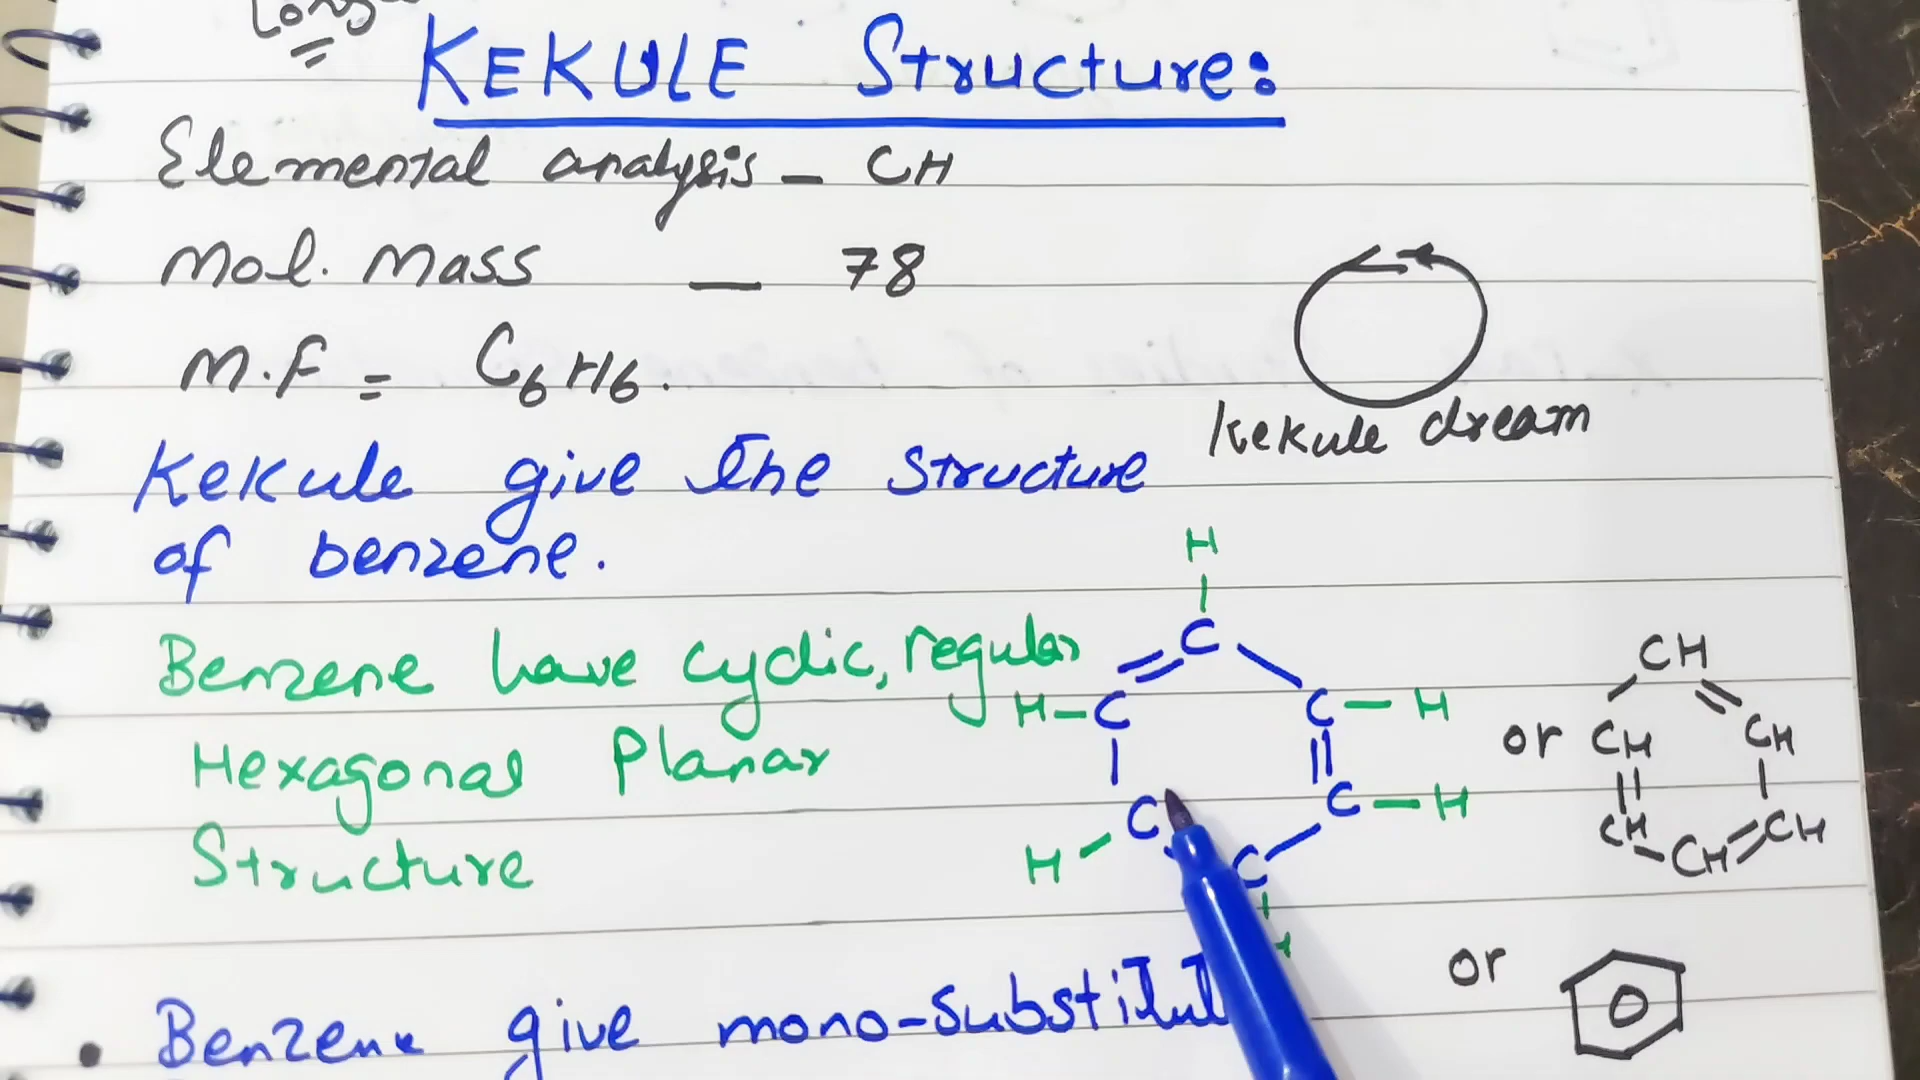 Long
KEKULE Structure:
Elemental analysis — CH
Mol. Mass — 78
M.F = C6H6.
Kekule dream
Kekule give the structure
of benzene.
Benzene have cyclic, regular
Hexagonal Planar
Structure
H
C
H-C C-H
C C-H
H C
H
or
CH
CH CH
CH CH CH
or
• Benzene give mono-substitut